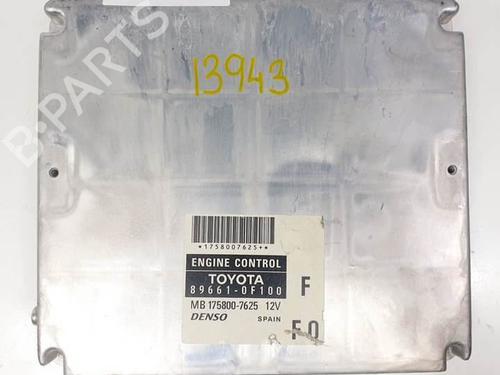 13943
B-PARTS
*1758007625*
ENGINE CONTROL
TOYOTA
89661-0F100
F
MB 175800-7625 12V
DENSO SPAIN
F0